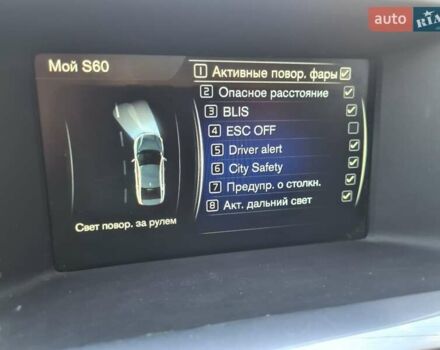 AUTO
RIA
Мой S60
1 Активные повор. фары
2 Опасное расстояние
3 BLIS
4 ESC OFF
5 Driver alert
6 City Safety
7 Предупр. о столкн.
8 Акт. дальний свет
Свет повор. за рулем